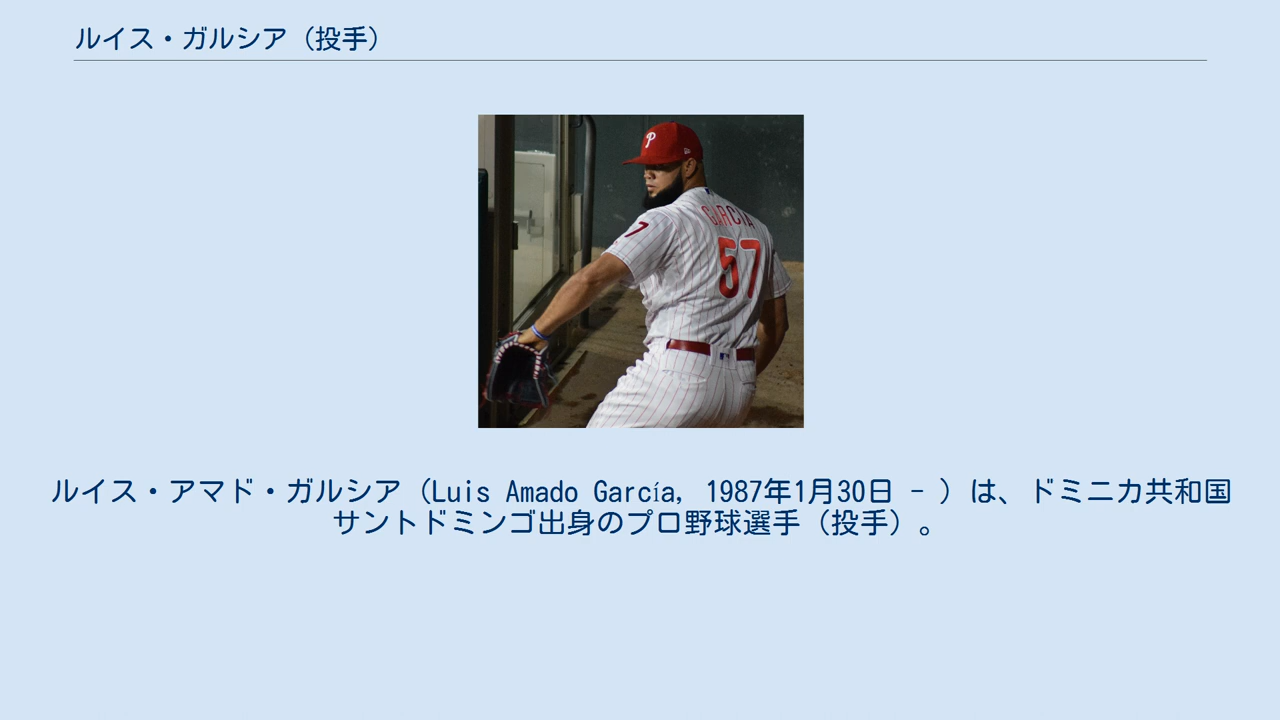 ルイス・ガルシア（投手）
P
GARCIA
7
57
ルイス・アマド・ガルシア（Luis Amado García, 1987年1月30日 - ）は、ドミニカ共和国
サントドミンゴ出身のプロ野球選手（投手）。